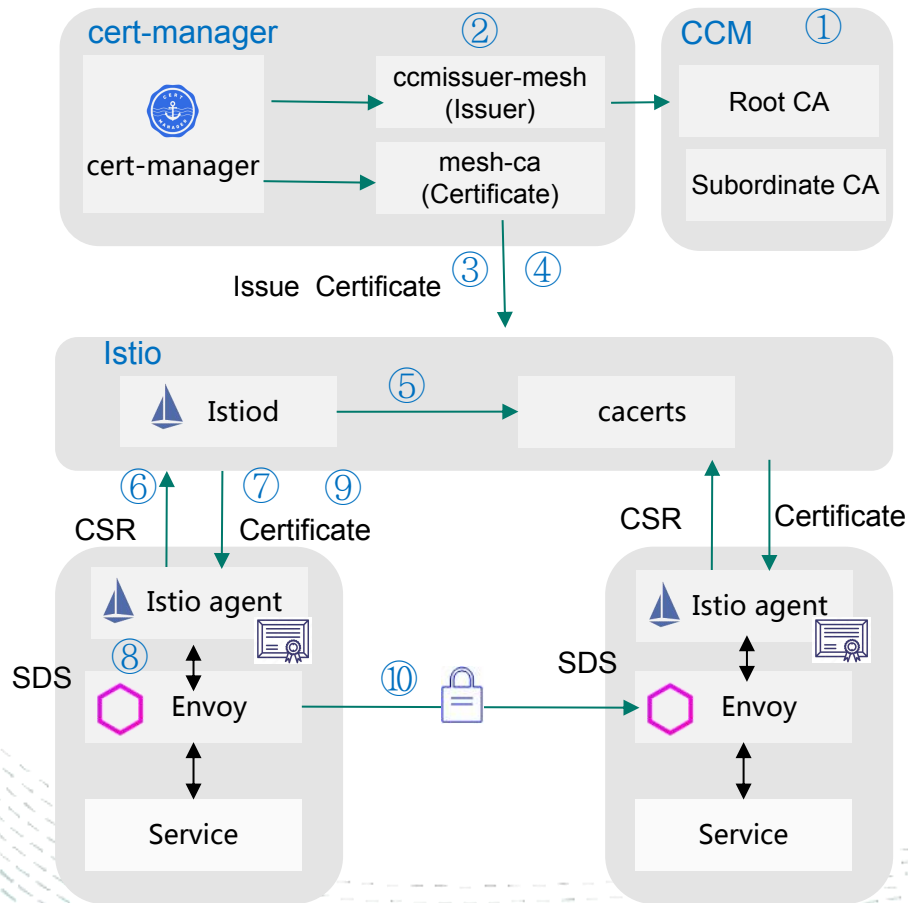 cert-manager
②
CCM
①
ccmissuer-mesh
(Issuer)
Root CA
CERT
MANAGER
cert-manager
mesh-ca
(Certificate)
Subordinate CA
③
④
Issue Certificate
Istio
Istiod
⑤
cacerts
⑥
⑦
⑨
CSR
Certificate
CSR
Certificate
Istio agent
Istio agent
⑧
SDS
Envoy
⑩
SDS
Envoy
Service
Service